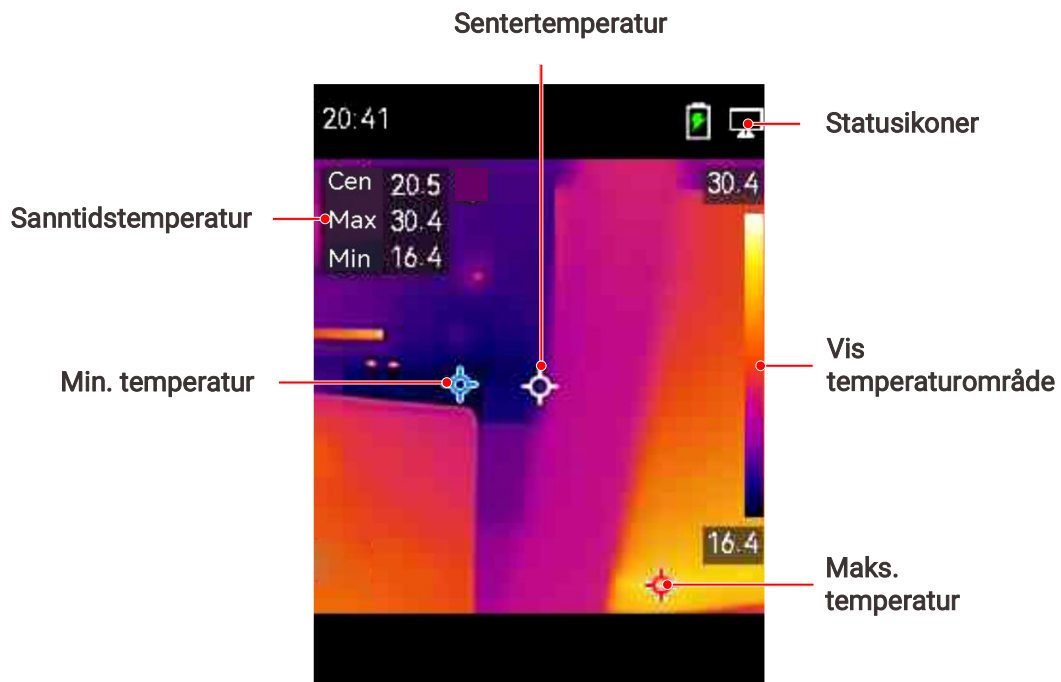 Sentertemperatur
20:41
Statusikoner
Cen 20.5
30.4
Sanntidstemperatur
Max 30.4
Min 16.4
Vis
temperaturområde
Min. temperatur
16.4
Maks.
temperatur